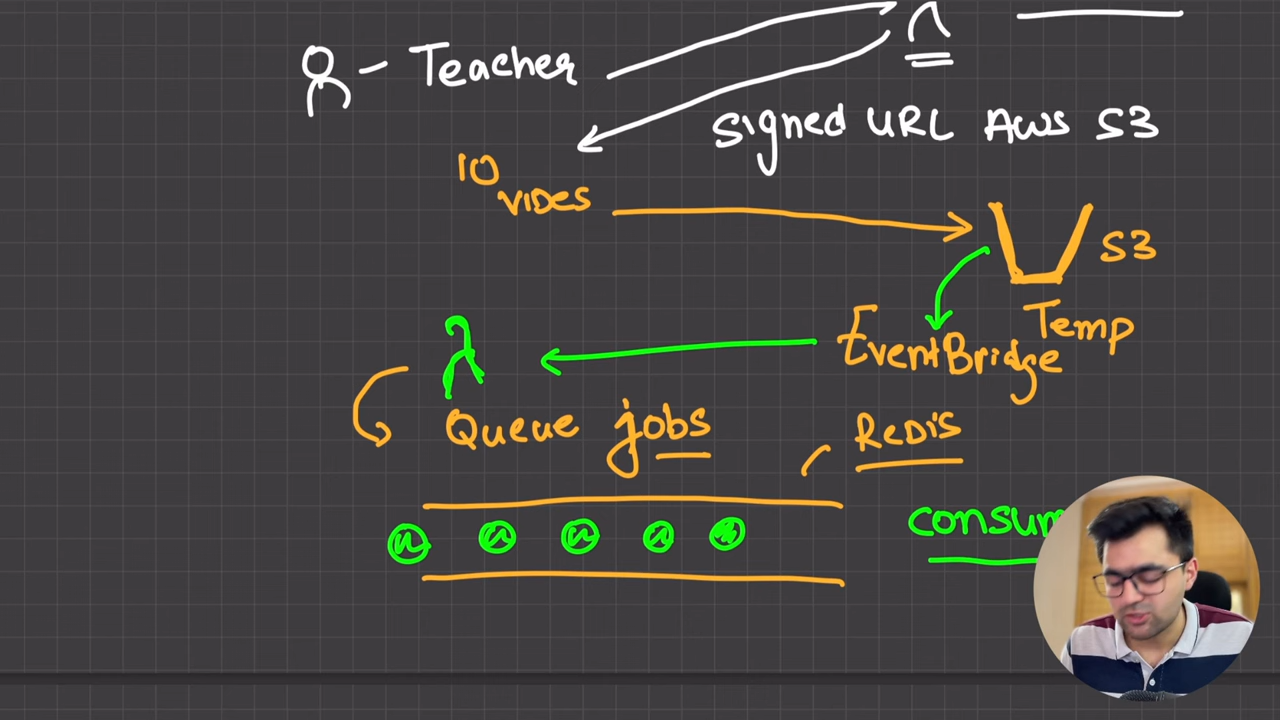 Teacher
Signed URL AWS S3
10
VIDES
S3
Temp
EventBridge
λ
Queue jobs
REDIS